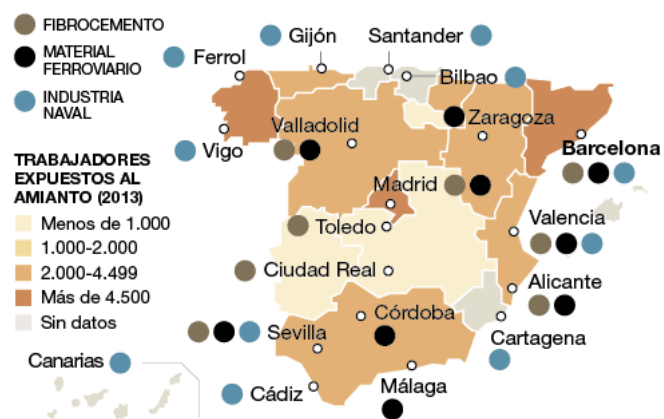 FIBROCEMENTO
MATERIAL
FERROVIARIO
INDUSTRIA
NAVAL
TRABAJADORES
EXPUESTOS AL
AMIANTO (2013)
Menos de 1.000
1.000-2.000
2.000-4.499
Más de 4.500
Sin datos
Gijón
Santander
Ferrol
Bilbao
Vigo
Valladolid
Zaragoza
Barcelona
Madrid
Toledo
Valencia
Ciudad Real
Alicante
Córdoba
Sevilla
Cartagena
Canarias
Cádiz
Málaga